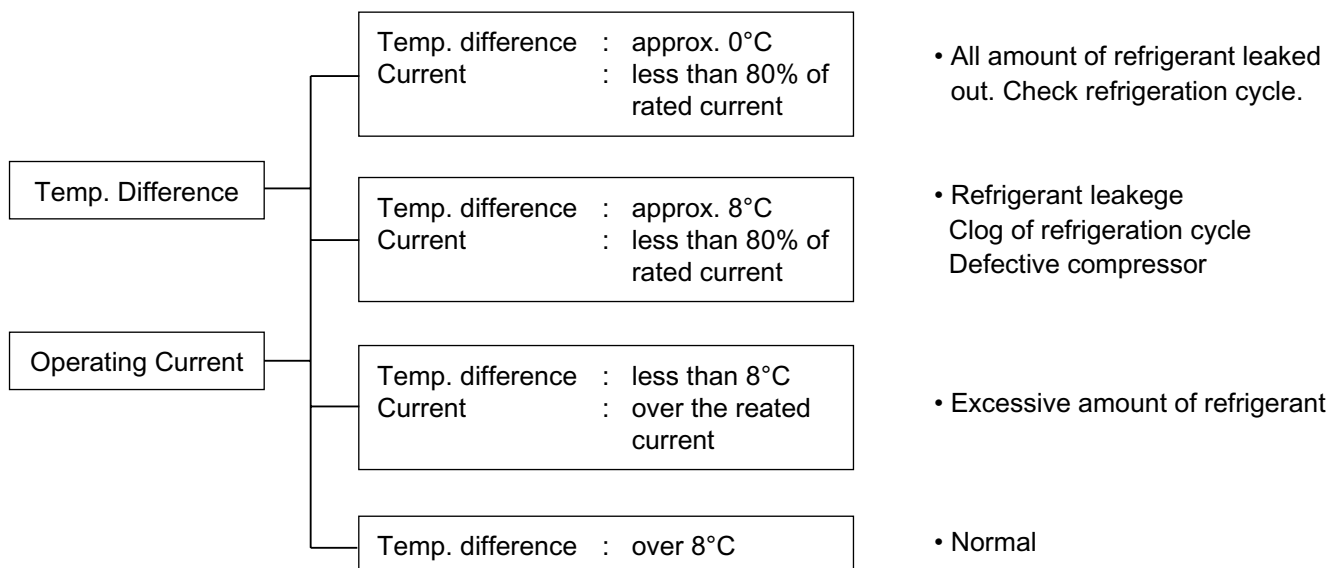 Temp. difference : approx. 0°C
Current : less than 80% of
rated current
• All amount of refrigerant leaked
out. Check refrigeration cycle.
Temp. Difference
Temp. difference : approx. 8°C
Current : less than 80% of
rated current
• Refrigerant leakege
Clog of refrigeration cycle
Defective compressor
Operating Current
Temp. difference : less than 8°C
Current : over the reated
current
• Excessive amount of refrigerant
Temp. difference : over 8°C
• Normal